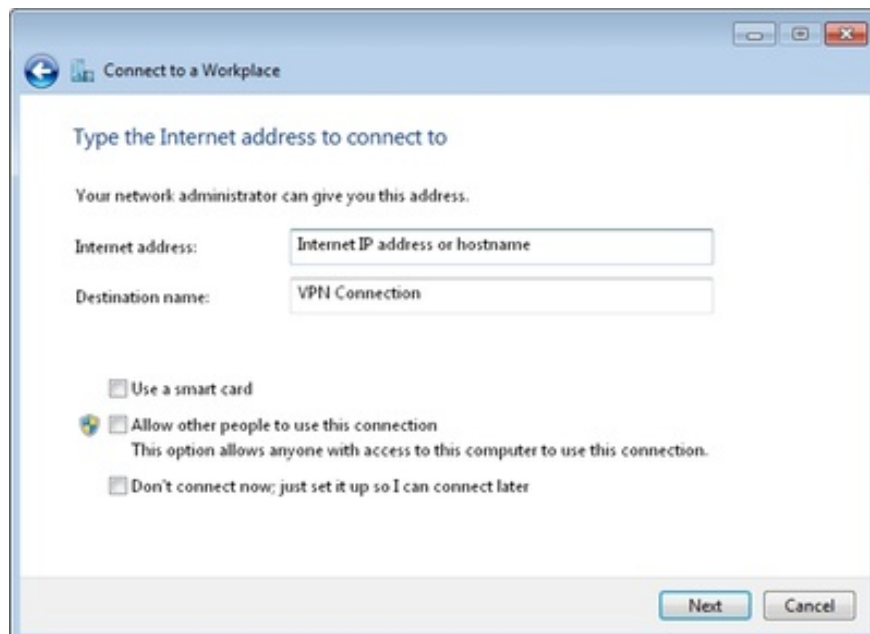 Connect to a Workplace
Type the Internet address to connect to
Your network administrator can give you this address.
Internet address: Internet IP address or hostname
Destination name: VPN Connection
Use a smart card
Allow other people to use this connection
This option allows anyone with access to this computer to use this connection.
Don't connect now; just set it up so I can connect later
Next Cancel